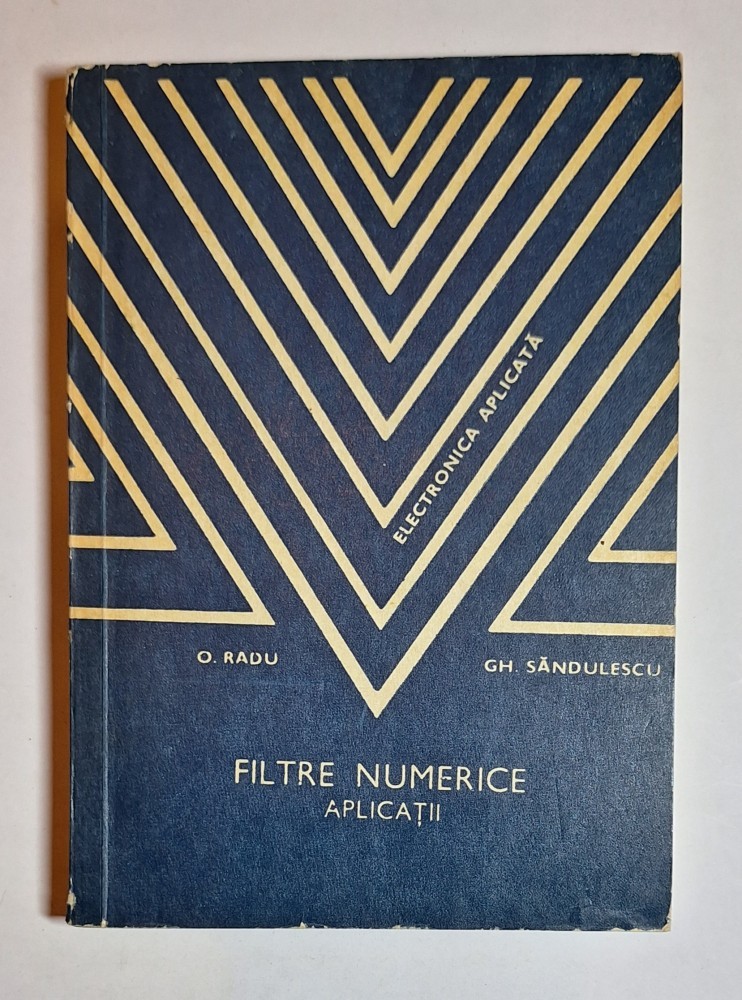 ELECTRONICA APLICATĂ
O. RADU
GH. SĂNDULESCU
FILTRE NUMERICE
APLICAȚII